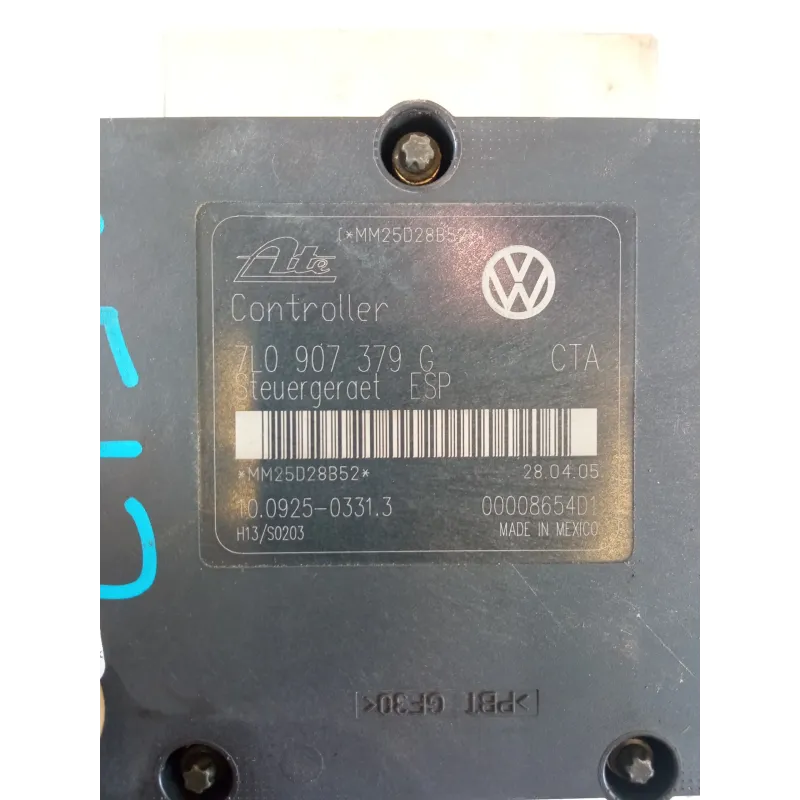 (*MM25D28B52*)
Ate
Controller
7L0 907 379 G CTA
Steuergeraet ESP
*MM25D28B52* 28.04.05
10.0925-0331.3 00008654D1
H13/S0203 MADE IN MEXICO
>PBT GF30<